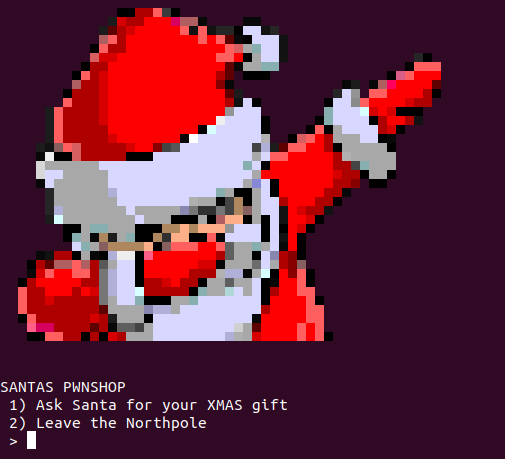 SANTAS PWNSHOP
1) Ask Santa for your XMAS gift
2) Leave the Northpole
>